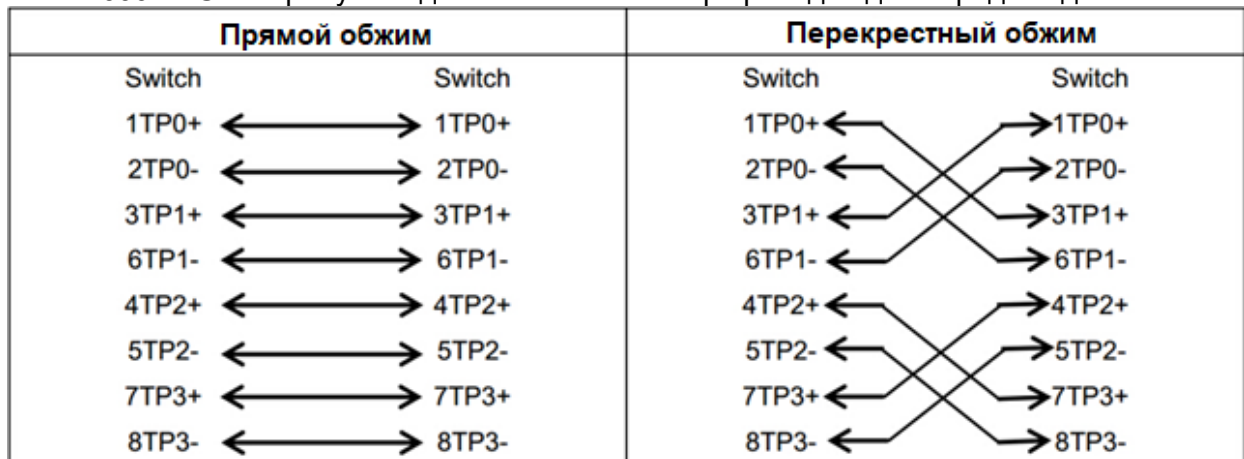 Прямой обжим Перекрестный обжим
Switch Switch Switch Switch
1TP0+ 1TP0+ 1TP0+ 1TP0+
2TP0- 2TP0- 2TP0- 2TP0-
3TP1+ 3TP1+ 3TP1+ 3TP1+
6TP1- 6TP1- 6TP1- 6TP1-
4TP2+ 4TP2+ 4TP2+ 4TP2+
5TP2- 5TP2- 5TP2- 5TP2-
7TP3+ 7TP3+ 7TP3+ 7TP3+
8TP3- 8TP3- 8TP3- 8TP3-